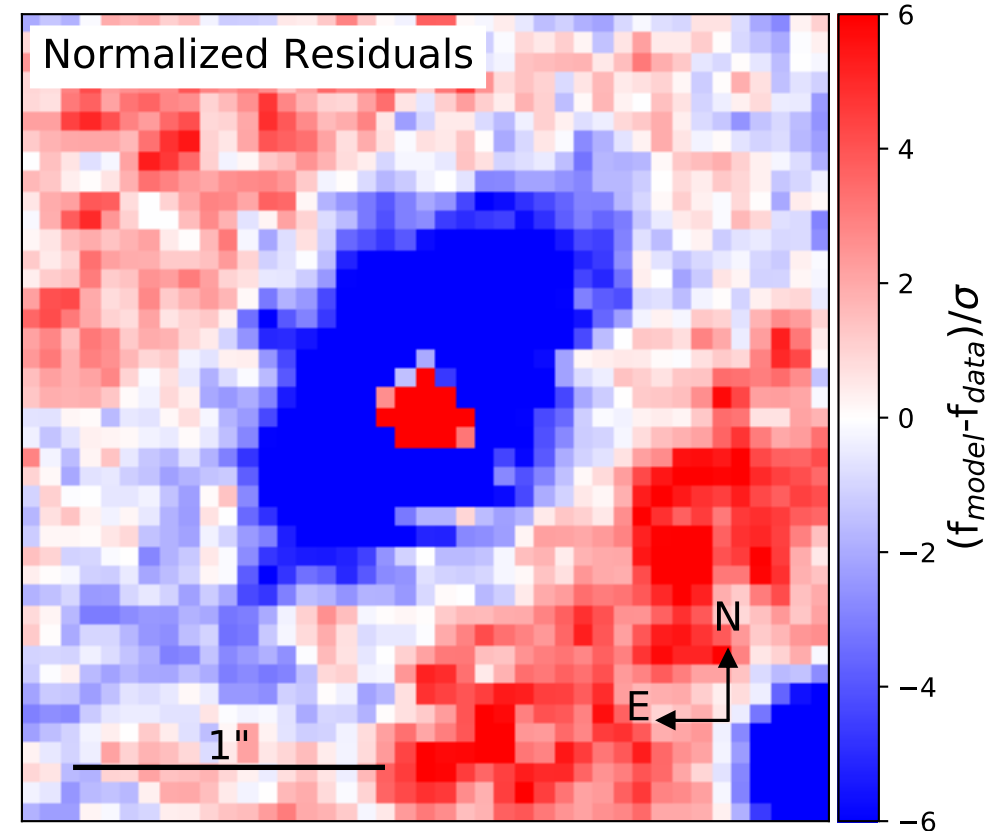 Normalized Residuals
N
E
1"
6
4
2
0
−2
−4
−6
(f_model-f_data)/σ